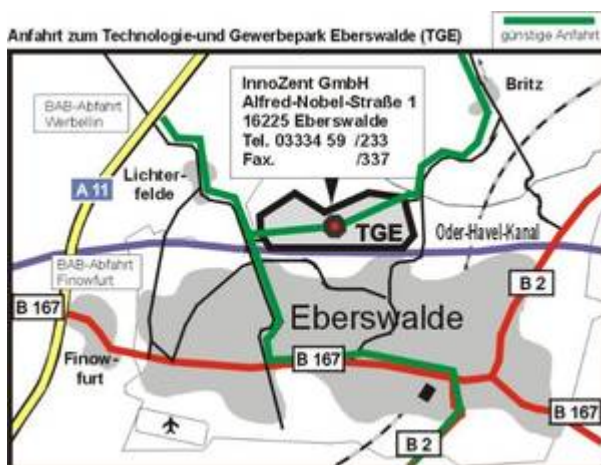 Anfahrt zum Technologie-und Gewerbepark Eberswalde (TGE)
günstige Anfahrt
InnoZent GmbH
Alfred-Nobel-Straße 1
16225 Eberswalde
Tel. 03334 59 /233
Fax. /337
Britz
BAB-Abfahrt
Werbellin
Lichter-
felde
A 11
TGE
Oder-Havel-Kanal
BAB-Abfahrt
Finowfurt
B 2
B 167
Eberswalde
Finow-
furt
B 167
B 167
B 2